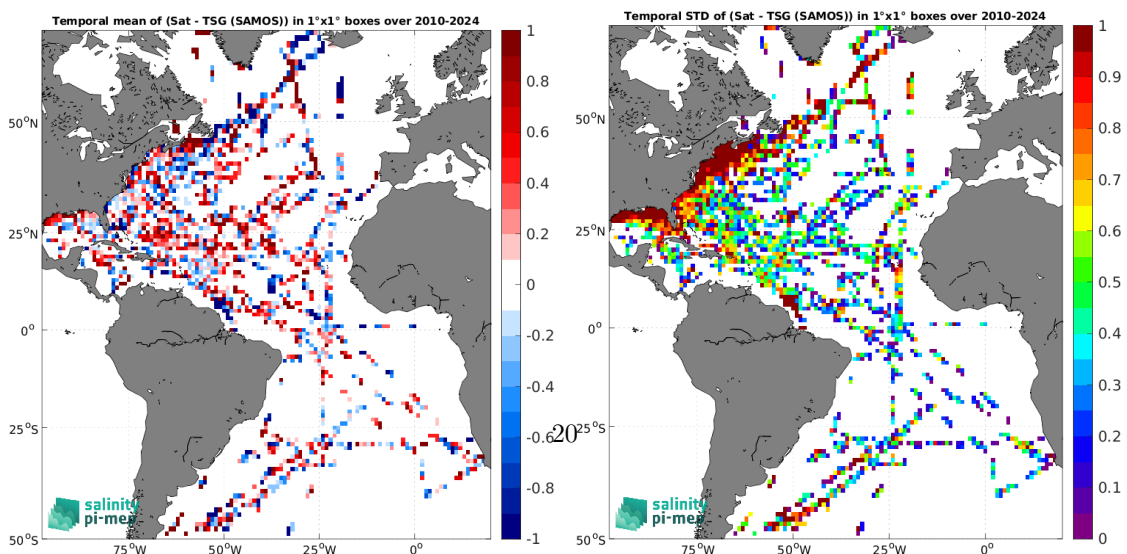 Temporal mean of (Sat - TSG (SAMOS)) in 1°x1° boxes over 2010-2024
1
0.8
0.6
0.4
0.2
0
-0.2
-0.4
-0.6
-0.8
-1
50°N
25°N
0°
25°S
50°S
75°W
50°W
25°W
0°
salinity
pi-mep
20
Temporal STD of (Sat - TSG (SAMOS)) in 1°x1° boxes over 2010-2024
1
0.9
0.8
0.7
0.6
0.5
0.4
0.3
0.2
0.1
0
50°N
25°N
0°
25°S
50°S
75°W
50°W
25°W
0°
salinity
pi-mep